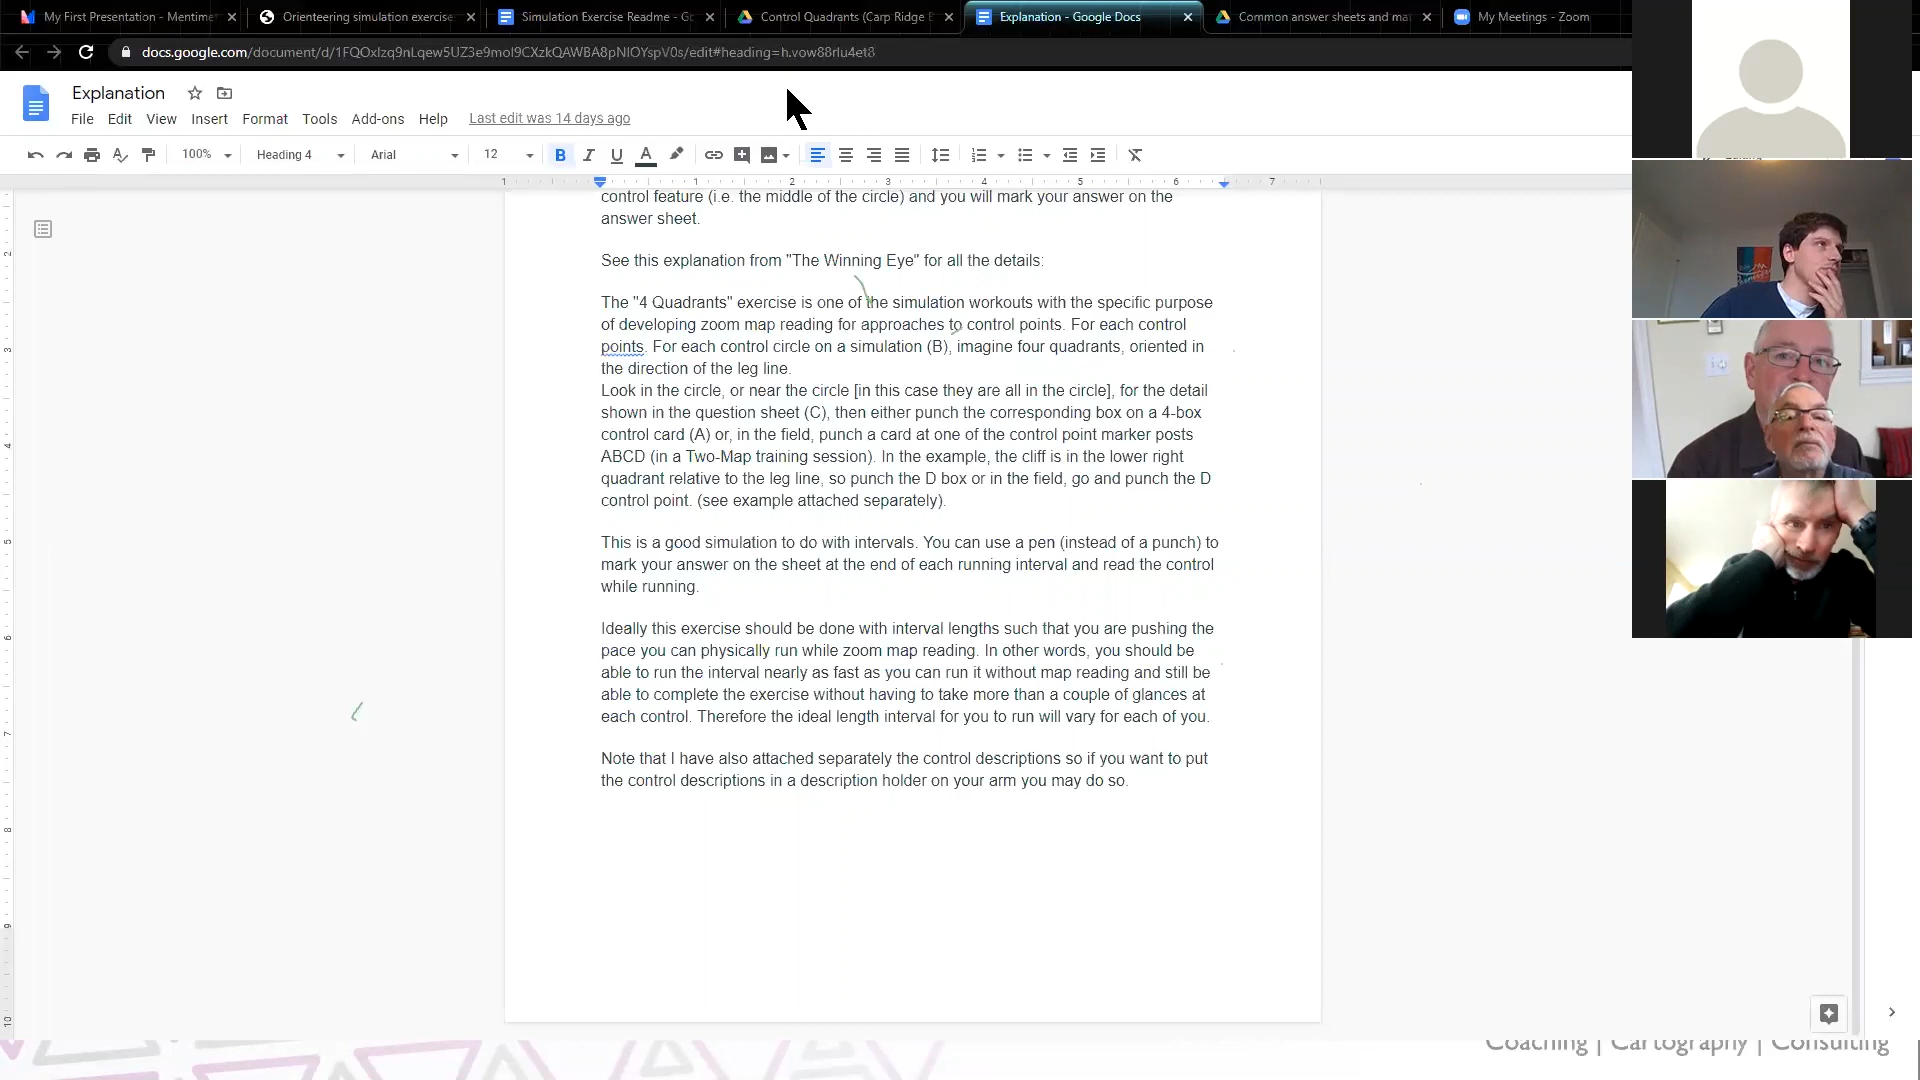 My First Presentation - Mentime
Orienteering simulation exercise
Simulation Exercise Readme - Go
Control Quadrants (Carp Ridge E
Explanation - Google Docs
Common answer sheets and ma
My Meetings - Zoom
docs.google.com/document/d/1FQOxlzq9nLqew5UZ3e9mol9CXzkQAWBA8pNlOYspV0s/edit#heading=h.vow88rlu4et8
Explanation
File Edit View Insert Format Tools Add-ons Help Last edit was 14 days ago
100% Heading 4 Arial 12 B I U A
1 1 2 3 4 5 6 7
control feature (i.e. the middle of the circle) and you will mark your answer on the
answer sheet.
See this explanation from "The Winning Eye" for all the details:
The "4 Quadrants" exercise is one of the simulation workouts with the specific purpose
of developing zoom map reading for approaches to control points. For each control
points. For each control circle on a simulation (B), imagine four quadrants, oriented in
the direction of the leg line.
Look in the circle, or near the circle [in this case they are all in the circle], for the detail
shown in the question sheet (C), then either punch the corresponding box on a 4-box
control card (A) or, in the field, punch a card at one of the control point marker posts
ABCD (in a Two-Map training session). In the example, the cliff is in the lower right
quadrant relative to the leg line, so punch the D box or in the field, go and punch the D
control point. (see example attached separately).
This is a good simulation to do with intervals. You can use a pen (instead of a punch) to
mark your answer on the sheet at the end of each running interval and read the control
while running.
Ideally this exercise should be done with interval lengths such that you are pushing the
pace you can physically run while zoom map reading. In other words, you should be
able to run the interval nearly as fast as you can run it without map reading and still be
able to complete the exercise without having to take more than a couple of glances at
each control. Therefore the ideal length interval for you to run will vary for each of you.
Note that I have also attached separately the control descriptions so if you want to put
the control descriptions in a description holder on your arm you may do so.
2
3
4
5
6
7
8
9
10
Coaching | Cartography | Consulting